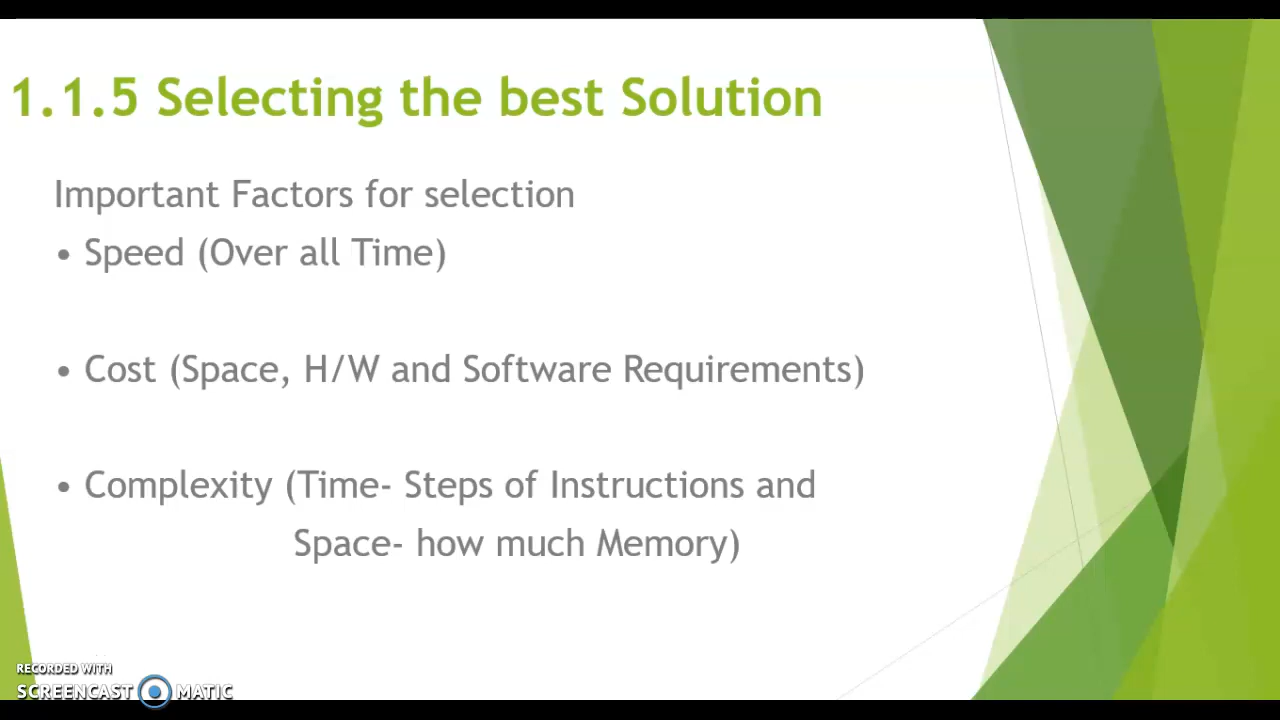 1.1.5 Selecting the best Solution
Important Factors for selection
• Speed (Over all Time)
• Cost (Space, H/W and Software Requirements)
• Complexity (Time- Steps of Instructions and
Space- how much Memory)
RECORDED WITH
SCREENCAST MATIC